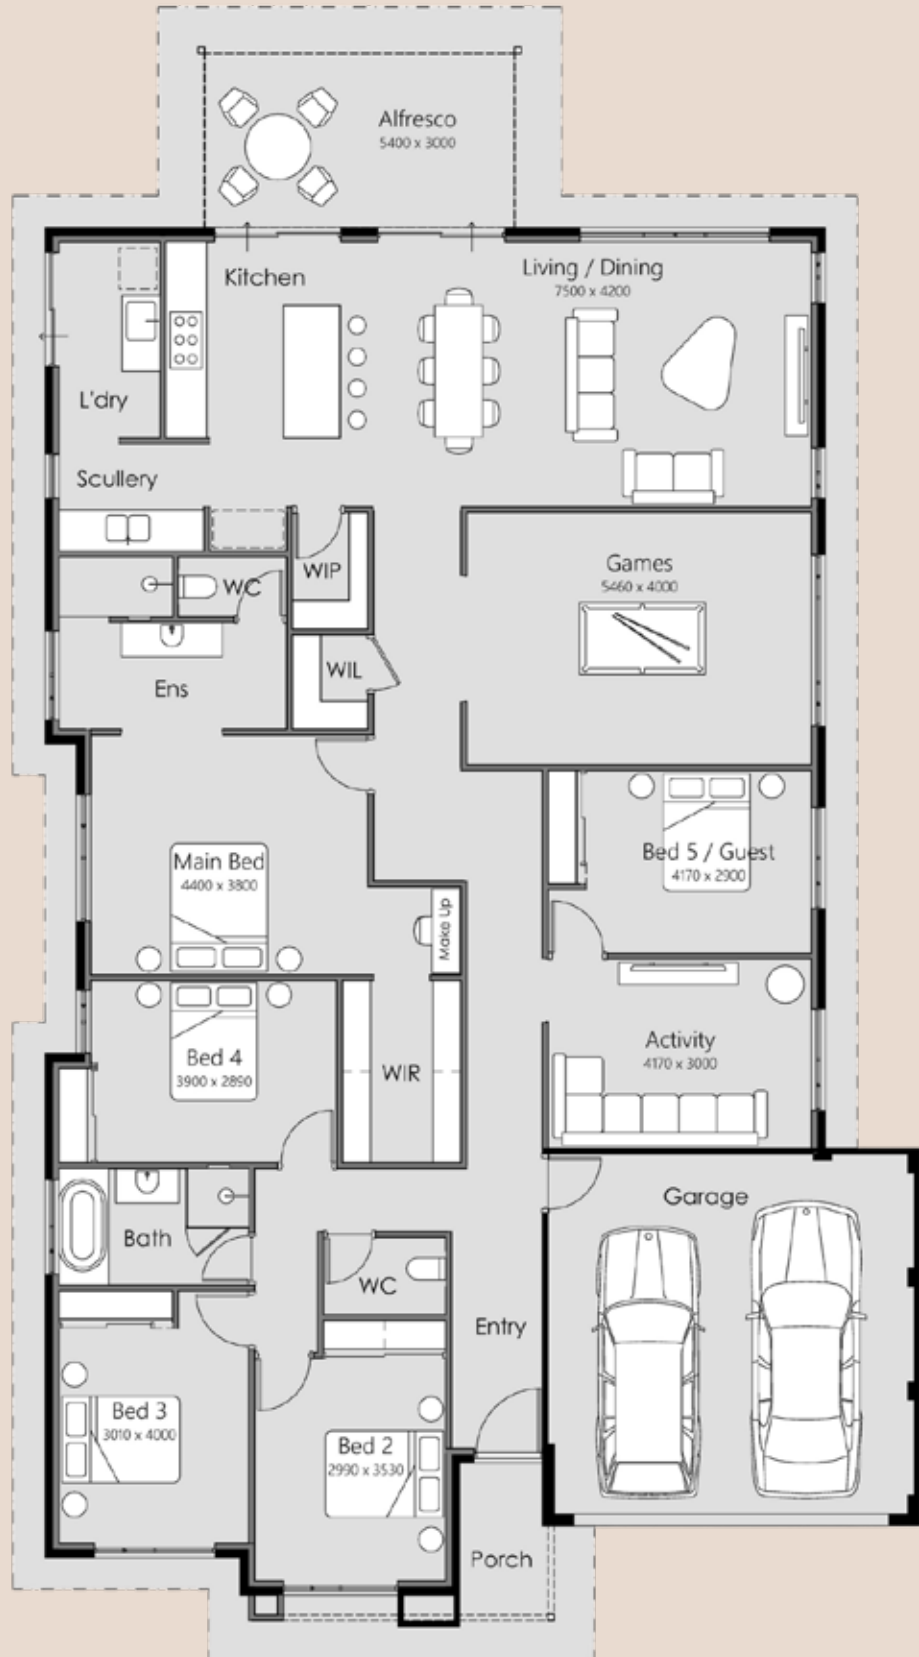 Alfresco
5400 x 3000
Kitchen
Living / Dining
7500 x 4200
L'dry
Scullery
WIP
WC
Games
5460 x 4000
WIL
Ens
Main Bed
4400 x 3800
Bed 5 / Guest
4170 x 2900
Make Up
Bed 4
3900 x 2890
WIR
Activity
4170 x 3000
Garage
Bath
WC
Entry
Bed 3
3010 x 4000
Bed 2
2990 x 3530
Porch